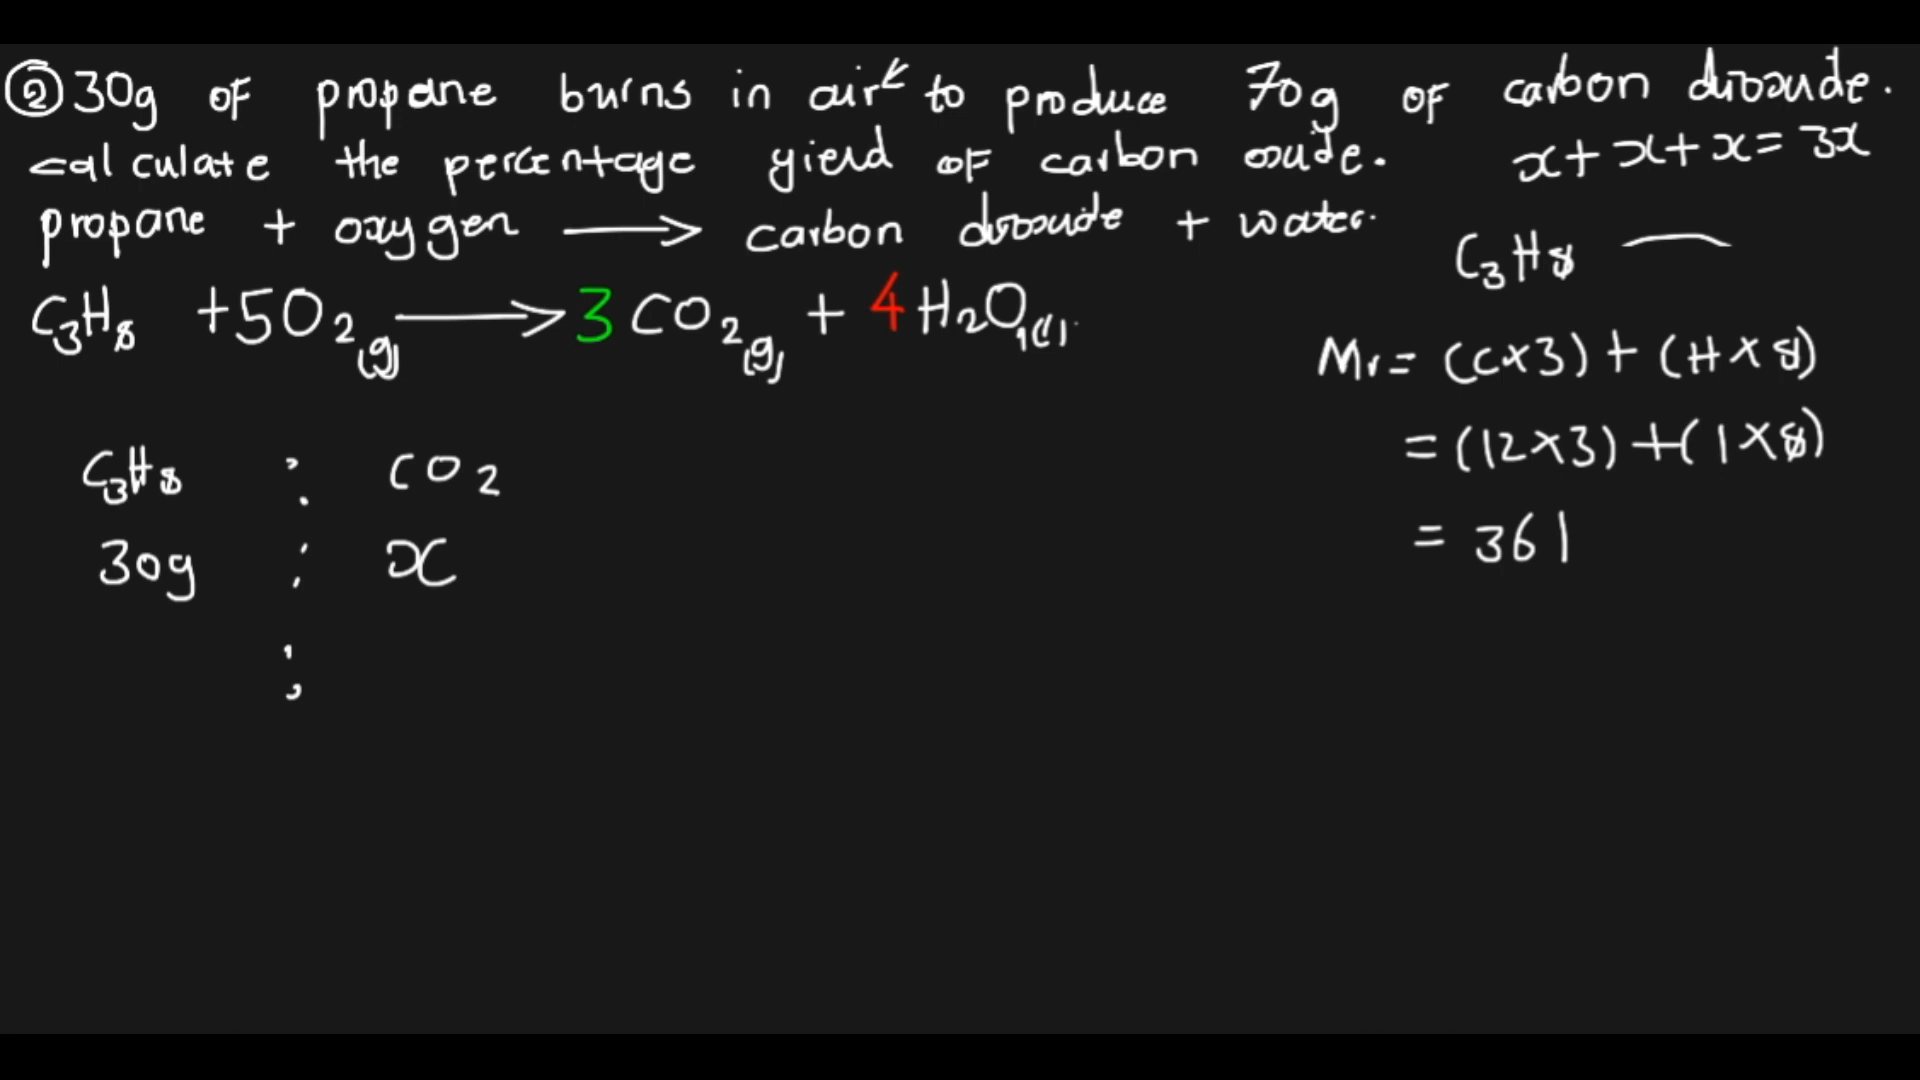 ② 30g of propane burns in air to produce 70g of carbon dioxide.
calculate the percentage yield of carbon oxide.
x + x + x = 3x
propane + oxygen ⟶ carbon dioxide + water.
C₃H₈
C₃H₈ + 5O₂(g) ⟶ 3CO₂(g) + 4H₂O(l)
Mr = (C×3) + (H×8)
= (12×3) + (1×8)
= 36
C₃H₈ : CO₂
30g : x
: